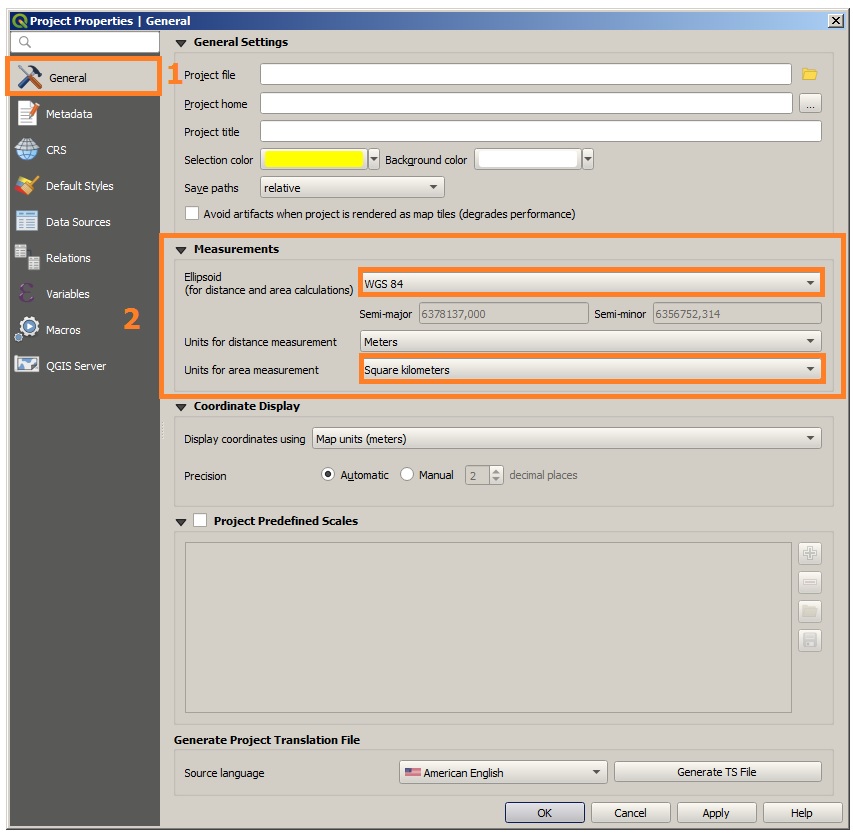 Project Properties | General
General Settings
General
1
Project file
Metadata
Project home
...
Project title
CRS
Selection color
Background color
Default Styles
Save paths
relative
Avoid artifacts when project is rendered as map tiles (degrades performance)
Data Sources
Measurements
Relations
Ellipsoid
(for distance and area calculations)
WGS 84
Variables
Semi-major
6378137,000
Semi-minor
6356752,314
2
Macros
Units for distance measurement
Meters
QGIS Server
Units for area measurement
Square kilometers
Coordinate Display
Display coordinates using
Map units (meters)
Precision
Automatic
Manual
2
decimal places
Project Predefined Scales
Generate Project Translation File
Source language
American English
Generate TS File
OK
Cancel
Apply
Help